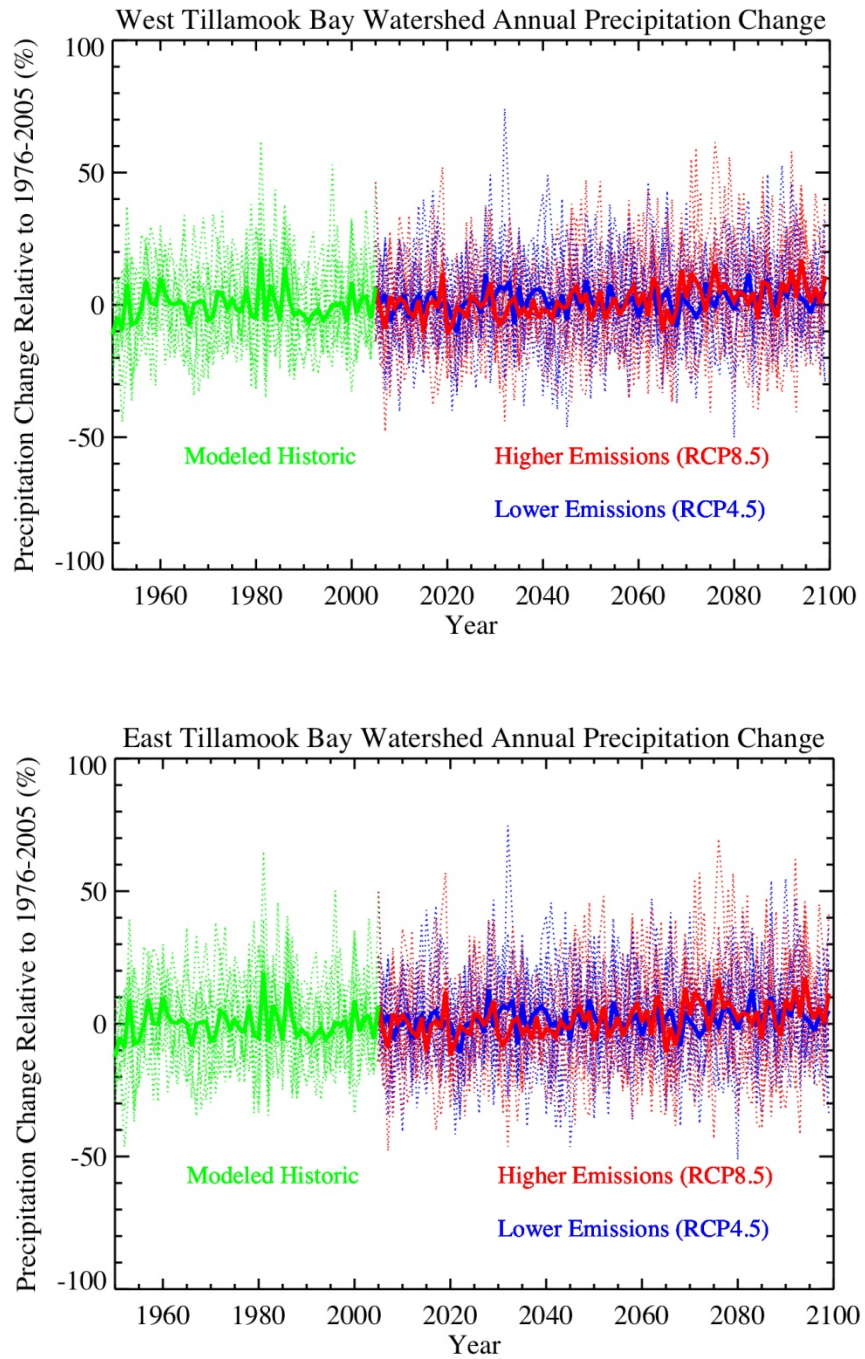 West Tillamook Bay Watershed Annual Precipitation Change
Precipitation Change Relative to 1976-2005 (%)
100
50
0
-50
-100
Modeled Historic
Higher Emissions (RCP8.5)
Lower Emissions (RCP4.5)
1960 1980 2000 2020 2040 2060 2080 2100
Year
East Tillamook Bay Watershed Annual Precipitation Change
Precipitation Change Relative to 1976-2005 (%)
100
50
0
-50
-100
Modeled Historic
Higher Emissions (RCP8.5)
Lower Emissions (RCP4.5)
1960 1980 2000 2020 2040 2060 2080 2100
Year